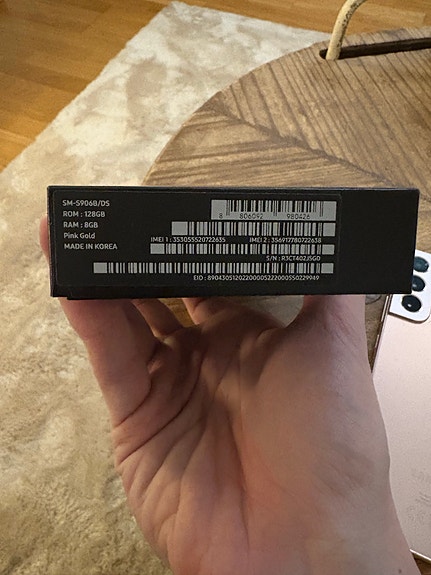 SM-S906B/DS
ROM : 128GB
RAM : 8GB
Pink Gold
MADE IN KOREA
8 806092 980426
IMEI 1 : 353055520722635 IMEI 2 : 356917780722638
S/N : R3CT402JSGD
EID : 89043051202200005222000550229949